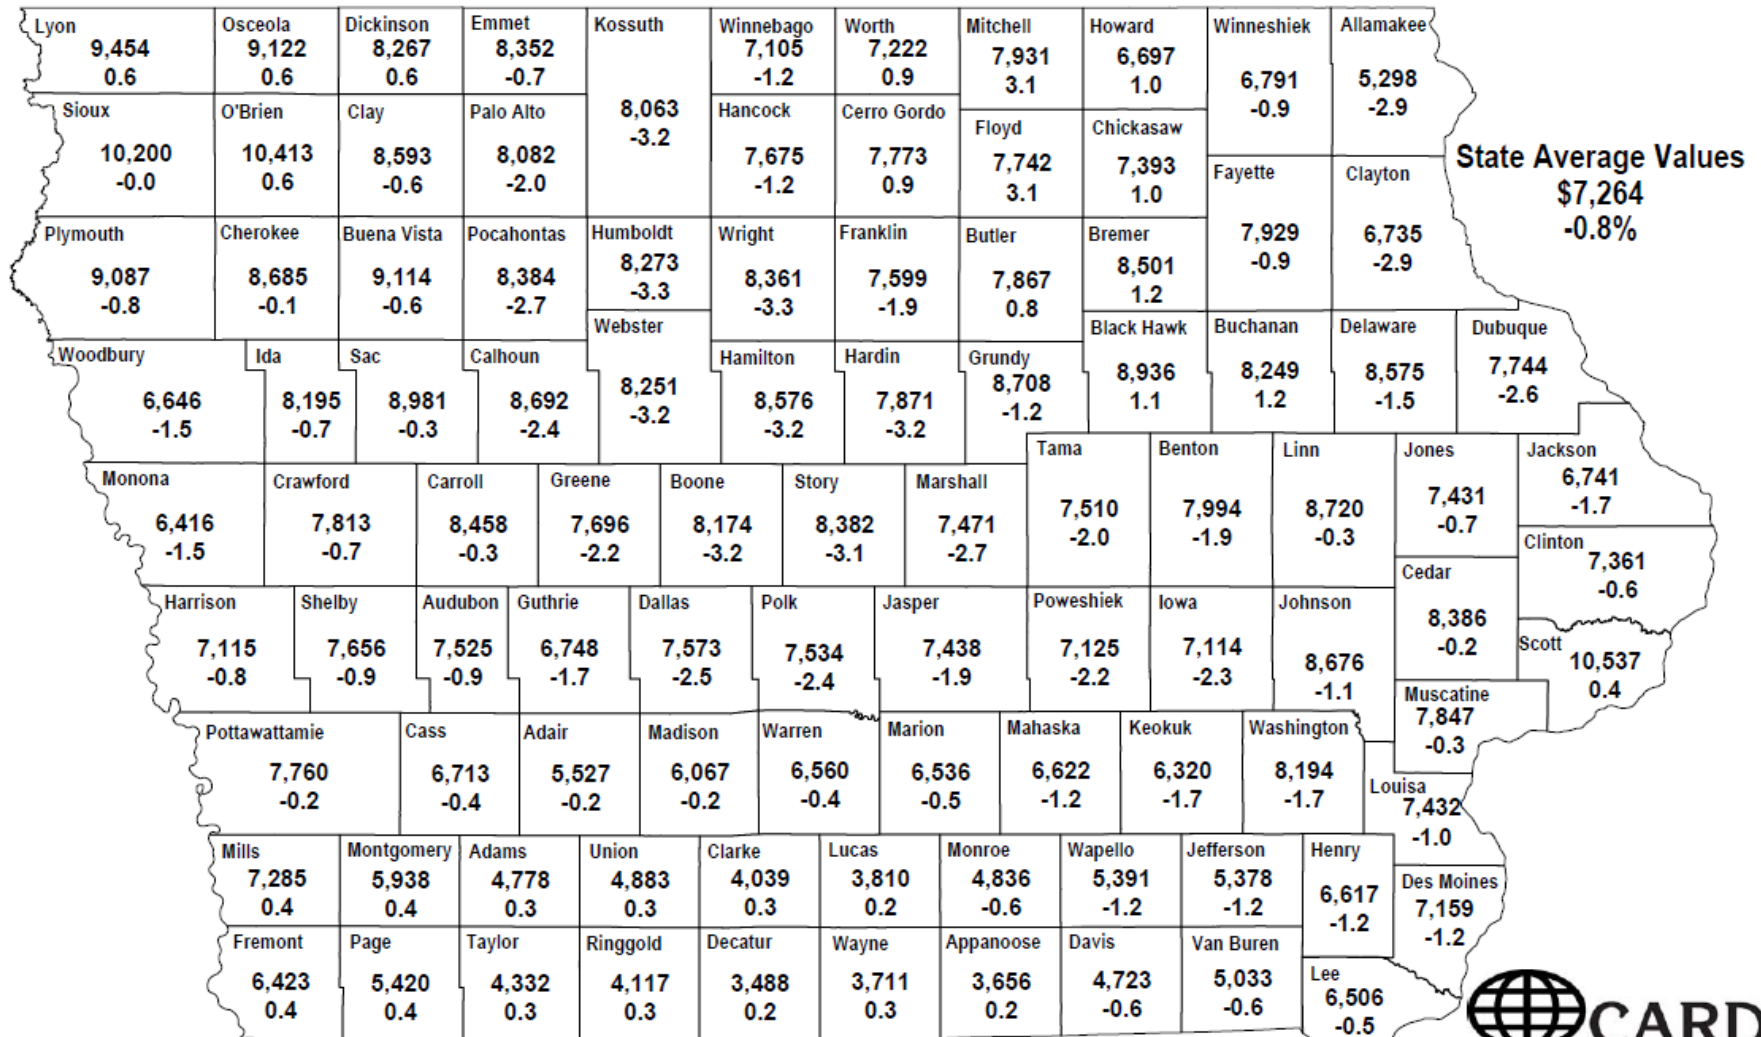 Lyon
9,454
0.6
Osceola
9,122
0.6
Dickinson
8,267
0.6
Emmet
8,352
-0.7
Kossuth
8,063
-3.2
Winnebago
7,105
-1.2
Worth
7,222
0.9
Mitchell
7,931
3.1
Howard
6,697
1.0
Winneshiek
6,791
-0.9
Allamakee
5,298
-2.9
Sioux
10,200
-0.0
O'Brien
10,413
0.6
Clay
8,593
-0.6
Palo Alto
8,082
-2.0
Hancock
7,675
-1.2
Cerro Gordo
7,773
0.9
Floyd
7,742
3.1
Chickasaw
7,393
1.0
State Average Values
$7,264
-0.8%
Fayette
7,929
-0.9
Clayton
6,735
-2.9
Plymouth
9,087
-0.8
Cherokee
8,685
-0.1
Buena Vista
9,114
-0.6
Pocahontas
8,384
-2.7
Humboldt
8,273
-3.3
Wright
8,361
-3.3
Franklin
7,599
-1.9
Butler
7,867
0.8
Bremer
8,501
1.2
Webster
8,251
-3.2
Black Hawk
8,936
1.1
Buchanan
8,249
1.2
Delaware
8,575
-1.5
Dubuque
7,744
-2.6
Woodbury
6,646
-1.5
Ida
8,195
-0.7
Sac
8,981
-0.3
Calhoun
8,692
-2.4
Hamilton
8,576
-3.2
Hardin
7,871
-3.2
Grundy
8,708
-1.2
Tama
7,510
-2.0
Benton
7,994
-1.9
Linn
8,720
-0.3
Jones
7,431
-0.7
Jackson
6,741
-1.7
Monona
6,416
-1.5
Crawford
7,813
-0.7
Carroll
8,458
-0.3
Greene
7,696
-2.2
Boone
8,174
-3.2
Story
8,382
-3.1
Marshall
7,471
-2.7
Clinton
7,361
-0.6
Cedar
8,386
-0.2
Harrison
7,115
-0.8
Shelby
7,656
-0.9
Audubon
7,525
-0.9
Guthrie
6,748
-1.7
Dallas
7,573
-2.5
Polk
7,534
-2.4
Jasper
7,438
-1.9
Poweshiek
7,125
-2.2
Iowa
7,114
-2.3
Johnson
8,676
-1.1
Scott
10,537
0.4
Muscatine
7,847
-0.3
Pottawattamie
7,760
-0.2
Cass
6,713
-0.4
Adair
5,527
-0.2
Madison
6,067
-0.2
Warren
6,560
-0.4
Marion
6,536
-0.5
Mahaska
6,622
-1.2
Keokuk
6,320
-1.7
Washington
8,194
-1.7
Louisa
7,432
-1.0
Mills
7,285
0.4
Montgomery
5,938
0.4
Adams
4,778
0.3
Union
4,883
0.3
Clarke
4,039
0.3
Lucas
3,810
0.2
Monroe
4,836
-0.6
Wapello
5,391
-1.2
Jefferson
5,378
-1.2
Henry
6,617
-1.2
Des Moines
7,159
-1.2
Fremont
6,423
0.4
Page
5,420
0.4
Taylor
4,332
0.3
Ringgold
4,117
0.3
Decatur
3,488
0.2
Wayne
3,711
0.3
Appanoose
3,656
0.2
Davis
4,723
-0.6
Van Buren
5,033
-0.6
Lee
6,506
-0.5
CARD